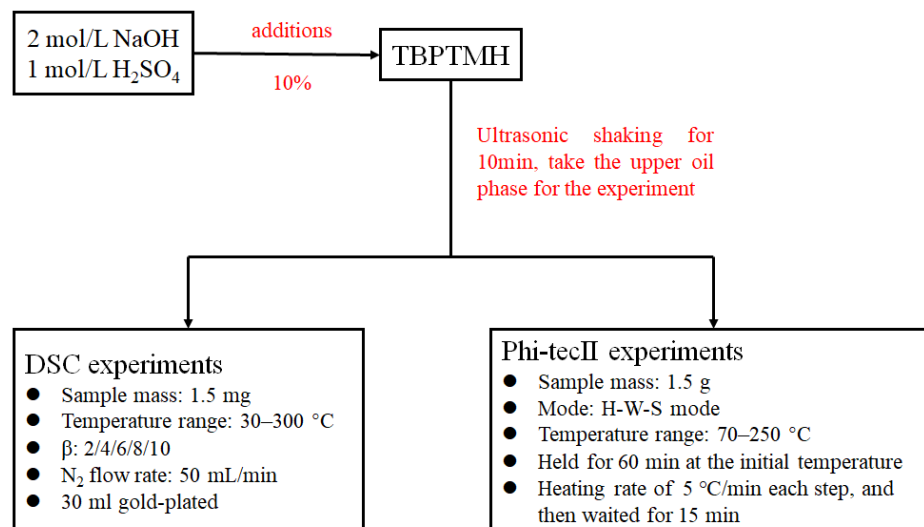 2 mol/L NaOH
1 mol/L H₂SO₄
additions
10%
TBPTMH
Ultrasonic shaking for
10min, take the upper oil
phase for the experiment
DSC experiments
● Sample mass: 1.5 mg
● Temperature range: 30–300 °C
● β: 2/4/6/8/10
● N₂ flow rate: 50 mL/min
● 30 ml gold-plated
Phi-tecII experiments
● Sample mass: 1.5 g
● Mode: H-W-S mode
● Temperature range: 70–250 °C
● Held for 60 min at the initial temperature
● Heating rate of 5 °C/min each step, and
then waited for 15 min